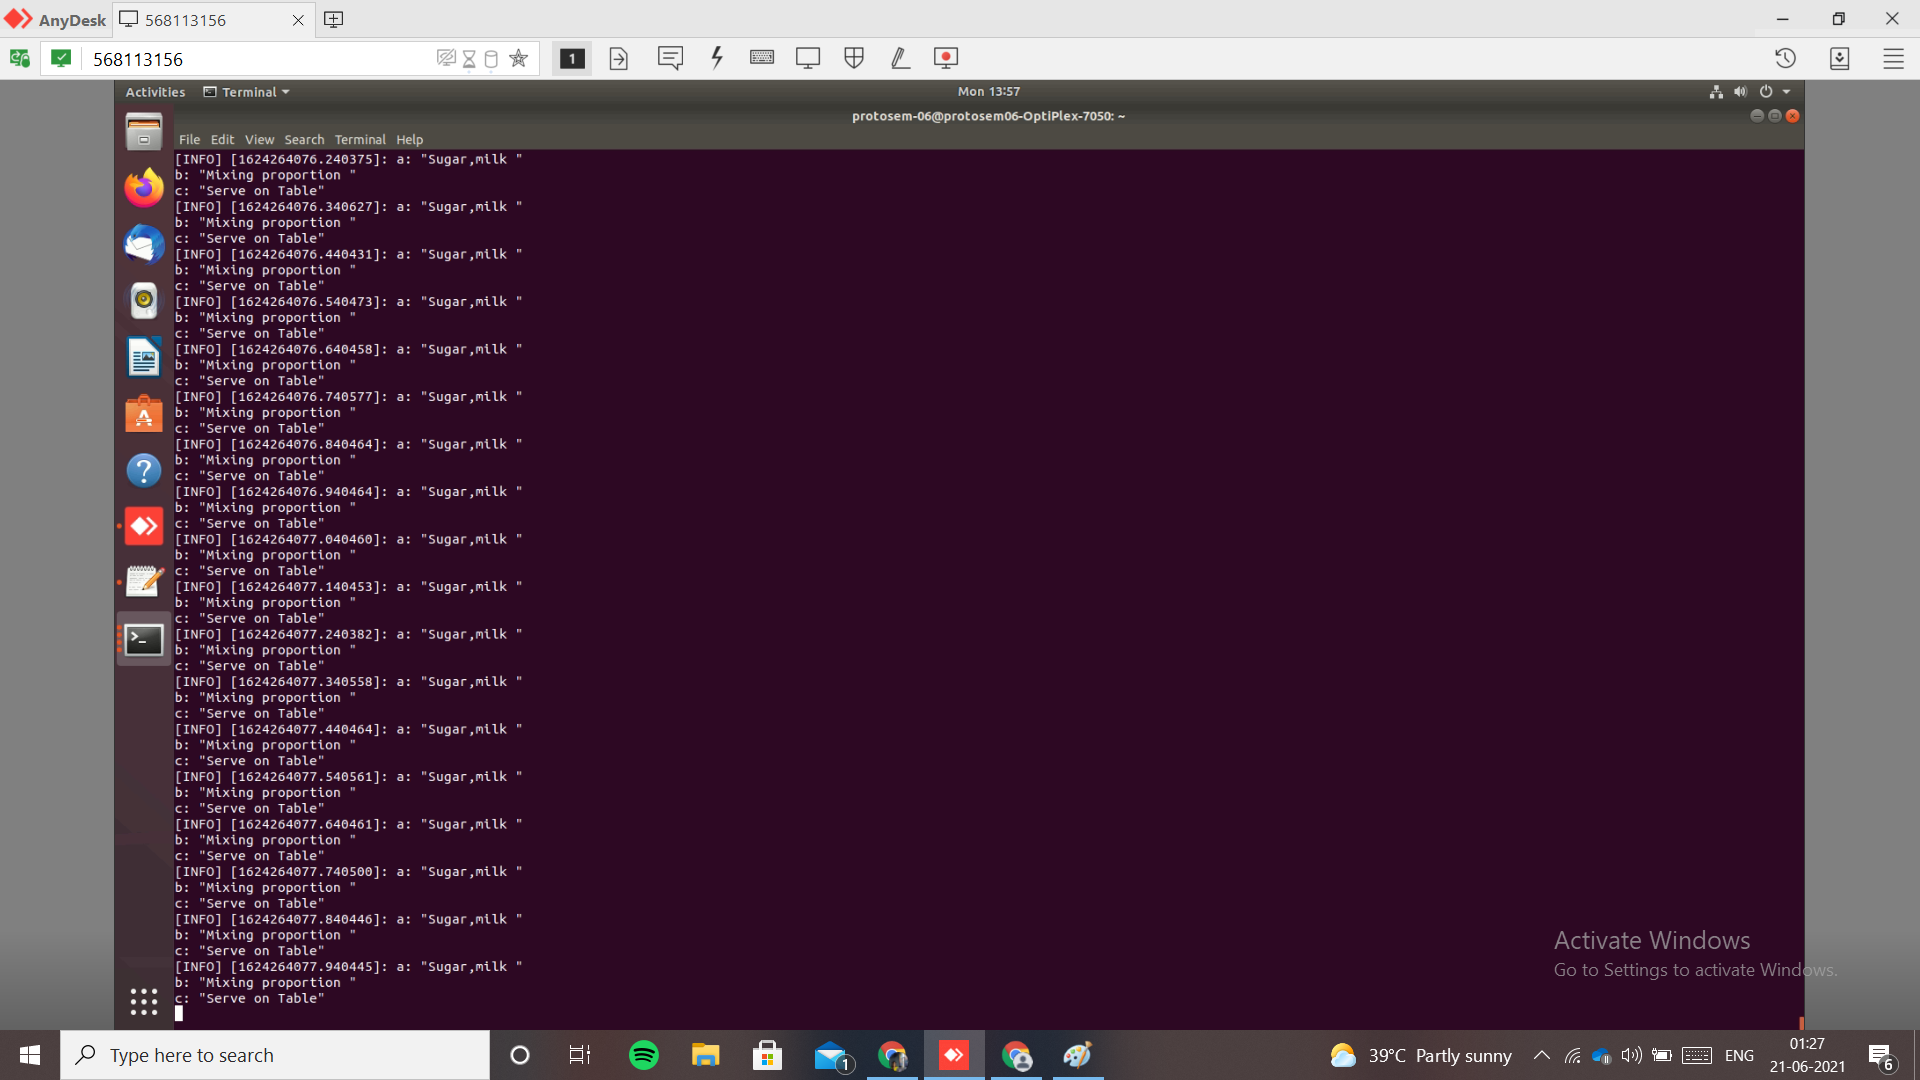 AnyDesk 568113156
568113156
1
Activities Terminal Mon 13:57
protosem-06@protosem06-OptiPlex-7050: ~
File Edit View Search Terminal Help
[INFO] [1624264076.240375]: a: "Sugar,milk "
b: "Mixing proportion "
c: "Serve on Table"
[INFO] [1624264076.340627]: a: "Sugar,milk "
b: "Mixing proportion "
c: "Serve on Table"
[INFO] [1624264076.440431]: a: "Sugar,milk "
b: "Mixing proportion "
c: "Serve on Table"
[INFO] [1624264076.540473]: a: "Sugar,milk "
b: "Mixing proportion "
c: "Serve on Table"
[INFO] [1624264076.640458]: a: "Sugar,milk "
b: "Mixing proportion "
c: "Serve on Table"
[INFO] [1624264076.740577]: a: "Sugar,milk "
b: "Mixing proportion "
c: "Serve on Table"
[INFO] [1624264076.840464]: a: "Sugar,milk "
b: "Mixing proportion "
c: "Serve on Table"
[INFO] [1624264076.940464]: a: "Sugar,milk "
b: "Mixing proportion "
c: "Serve on Table"
[INFO] [1624264077.040460]: a: "Sugar,milk "
b: "Mixing proportion "
c: "Serve on Table"
[INFO] [1624264077.140453]: a: "Sugar,milk "
b: "Mixing proportion "
c: "Serve on Table"
[INFO] [1624264077.240382]: a: "Sugar,milk "
b: "Mixing proportion "
c: "Serve on Table"
[INFO] [1624264077.340558]: a: "Sugar,milk "
b: "Mixing proportion "
c: "Serve on Table"
[INFO] [1624264077.440464]: a: "Sugar,milk "
b: "Mixing proportion "
c: "Serve on Table"
[INFO] [1624264077.540561]: a: "Sugar,milk "
b: "Mixing proportion "
c: "Serve on Table"
[INFO] [1624264077.640461]: a: "Sugar,milk "
b: "Mixing proportion "
c: "Serve on Table"
[INFO] [1624264077.740500]: a: "Sugar,milk "
b: "Mixing proportion "
c: "Serve on Table"
[INFO] [1624264077.840446]: a: "Sugar,milk "
b: "Mixing proportion "
c: "Serve on Table"
[INFO] [1624264077.940445]: a: "Sugar,milk "
b: "Mixing proportion "
c: "Serve on Table"
Activate Windows
Go to Settings to activate Windows.
Type here to search
1
39°C Partly sunny
ENG
01:27
21-06-2021
6